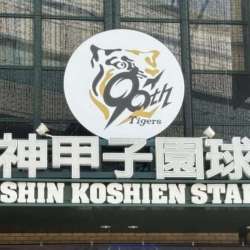 90th
Tigers
神甲子園球
SHIN KOSHIEN STA